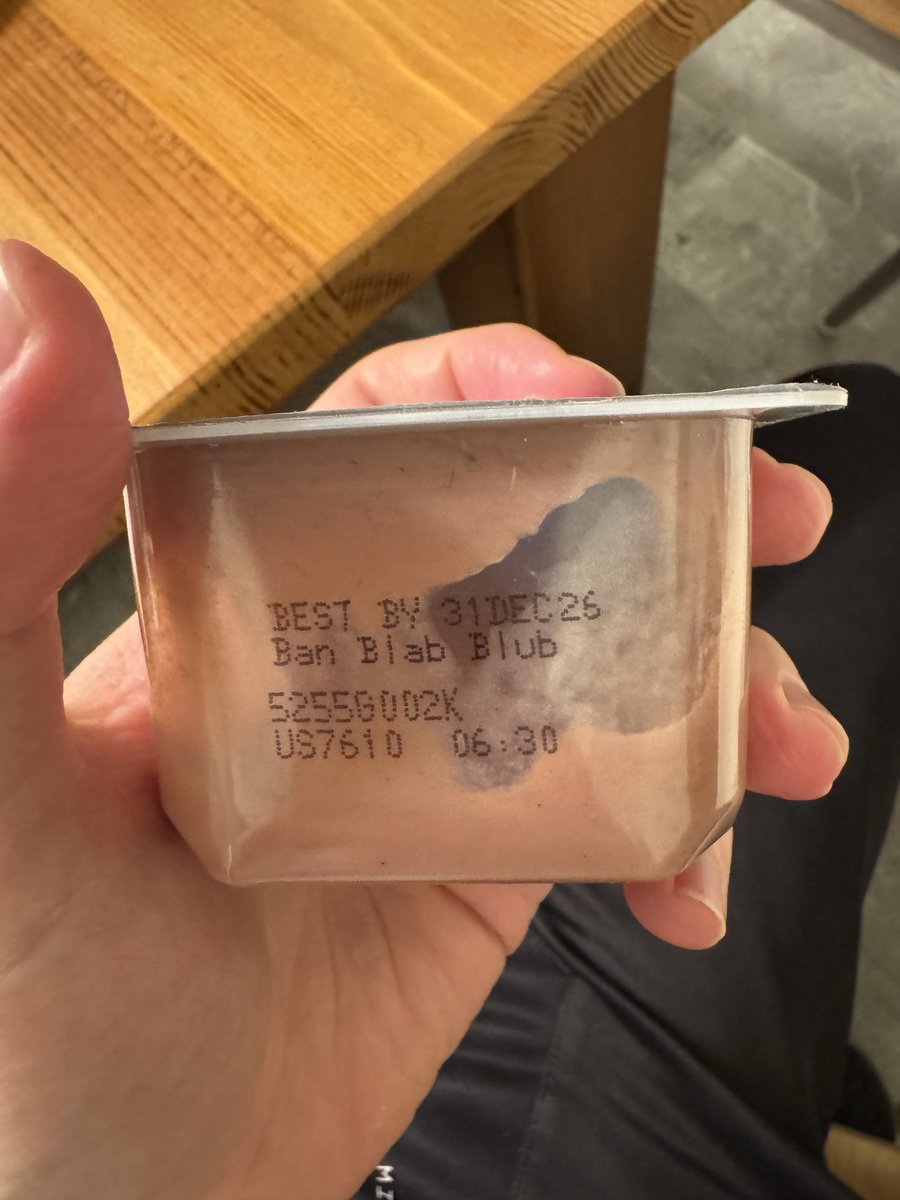 BEST BY 31DEC26
Ban Blab Blub
5255G002K
US7610 06:30